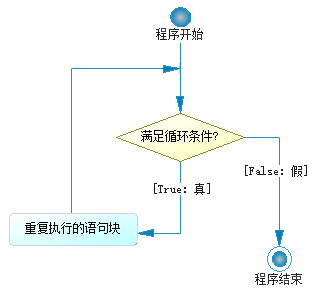 程序开始
满足循环条件?
[True: 真]
[False: 假]
重复执行的语句块
程序结束